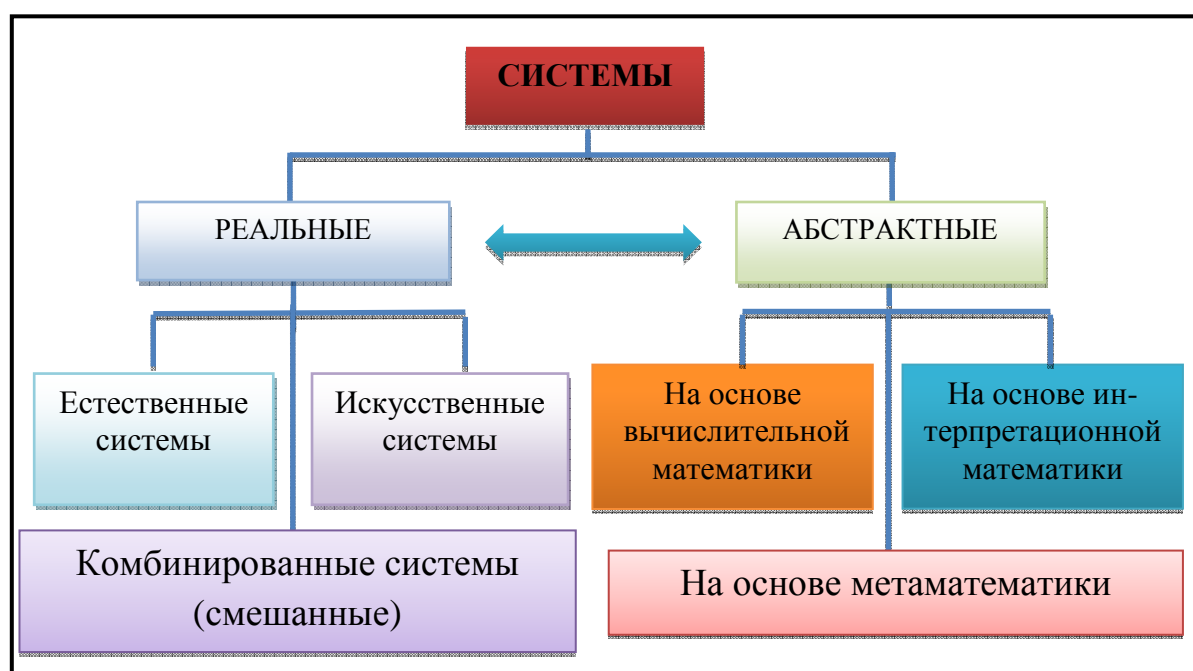 СИСТЕМЫ
РЕАЛЬНЫЕ
АБСТРАКТНЫЕ
Естественные
системы
Искусственные
системы
На основе
вычислительной
математики
На основе ин-
терпретационной
математики
Комбинированные системы
(смешанные)
На основе метаматематики